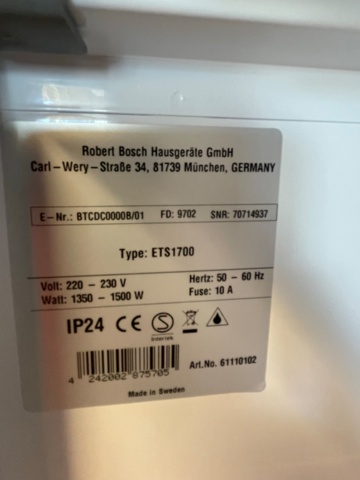 Robert Bosch Hausgeräte GmbH
Carl-Wery-Straße 34, 81739 München, GERMANY
E-Nr.: BTCDC0000B/01 FD: 9702 SNR: 70714937
Type: ETS1700
Volt: 220 - 230 V Hertz: 50 - 60 Hz
Watt: 1350 - 1500 W Fuse: 10 A
IP24 CE S
4 242002 875705
Art.No. 61110102
Made in Sweden